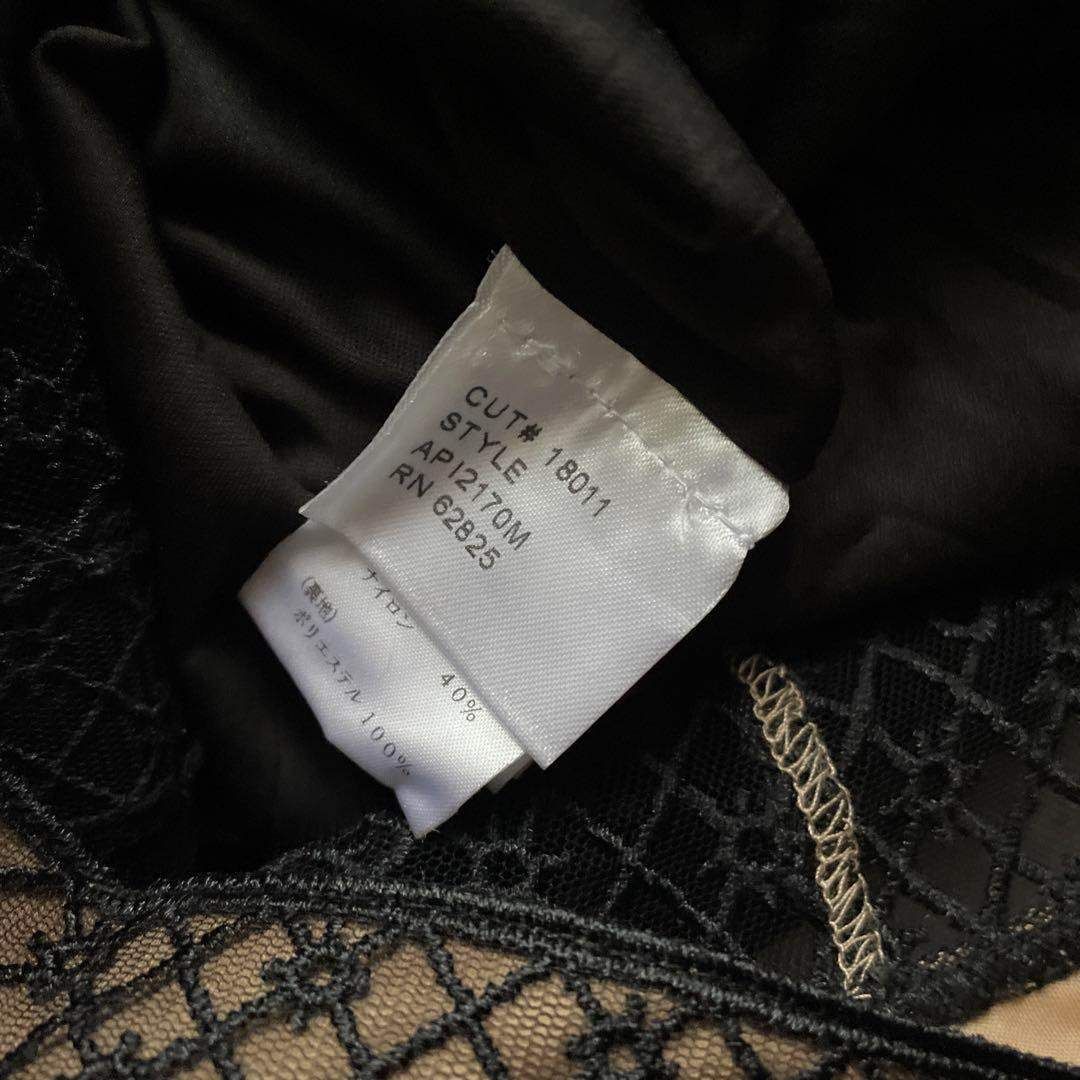 CUT# 18011
STYLE
API2170M
RN 62825
ナイロン 40%
(裏地)
ポリエステル 100%